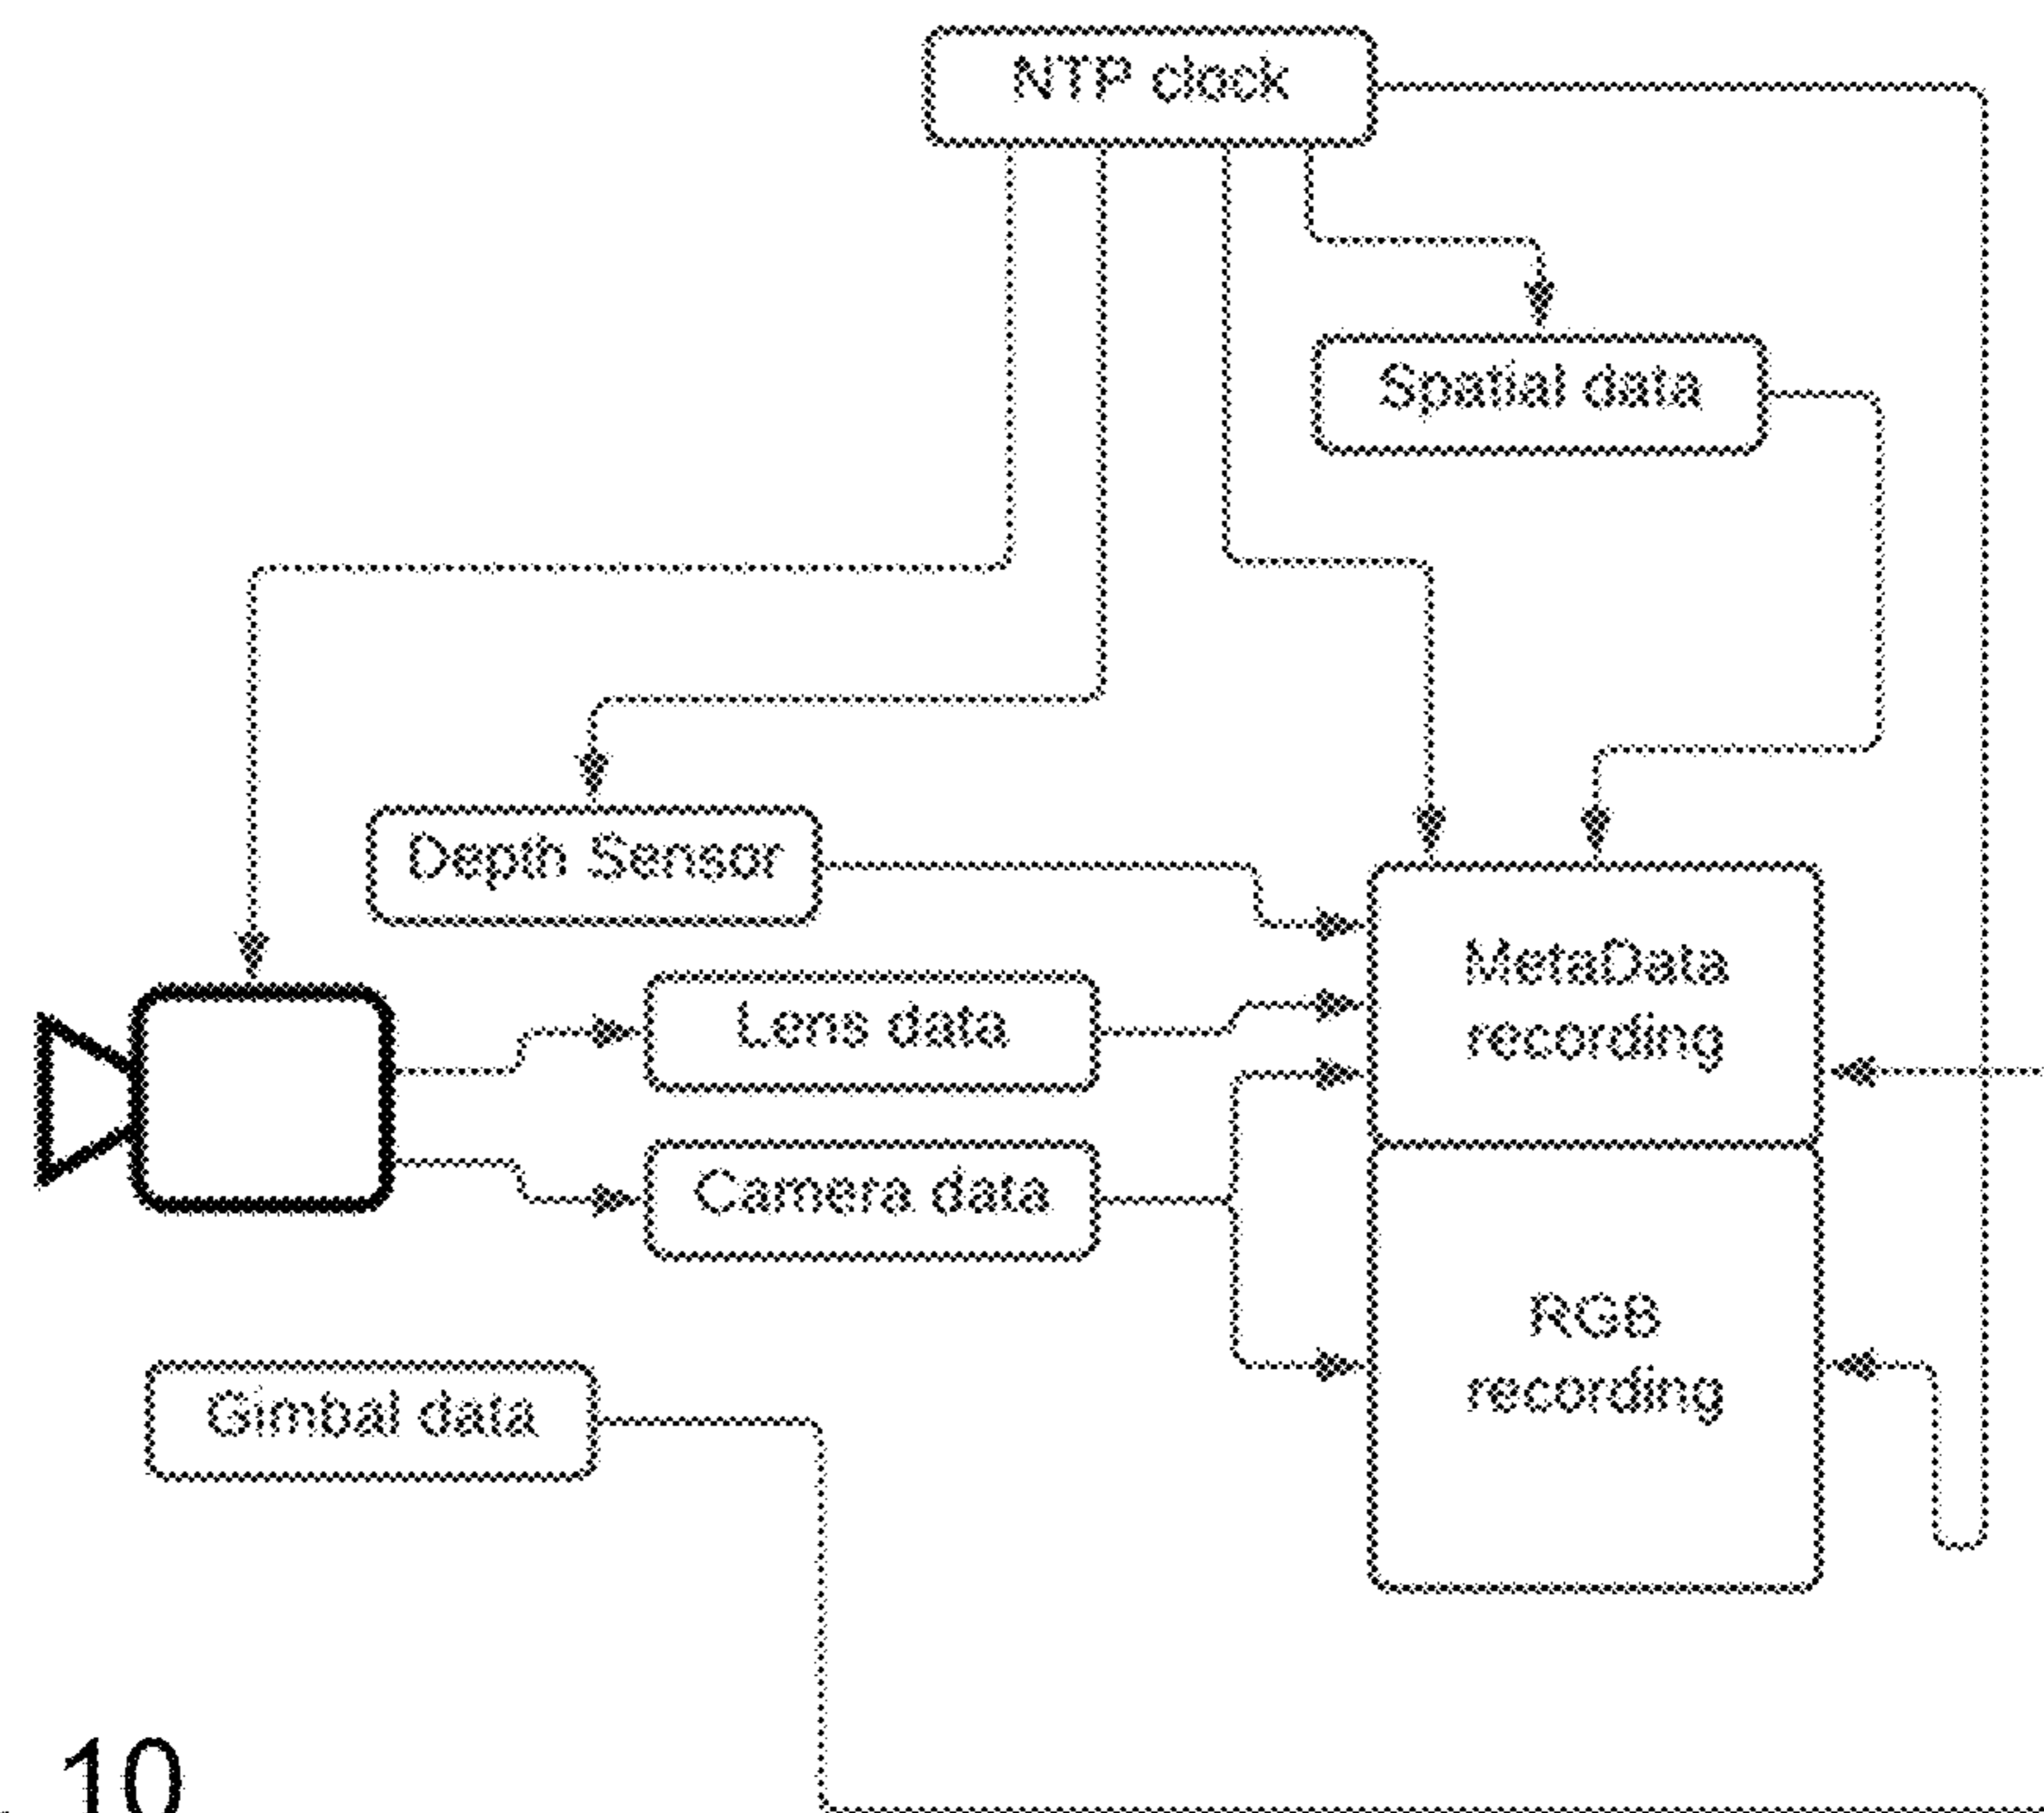 NTP clock
Spatial data
Depth Sensor
MetaData
recording
Lens data
Camera data
RGB
recording
Gimbal data
10